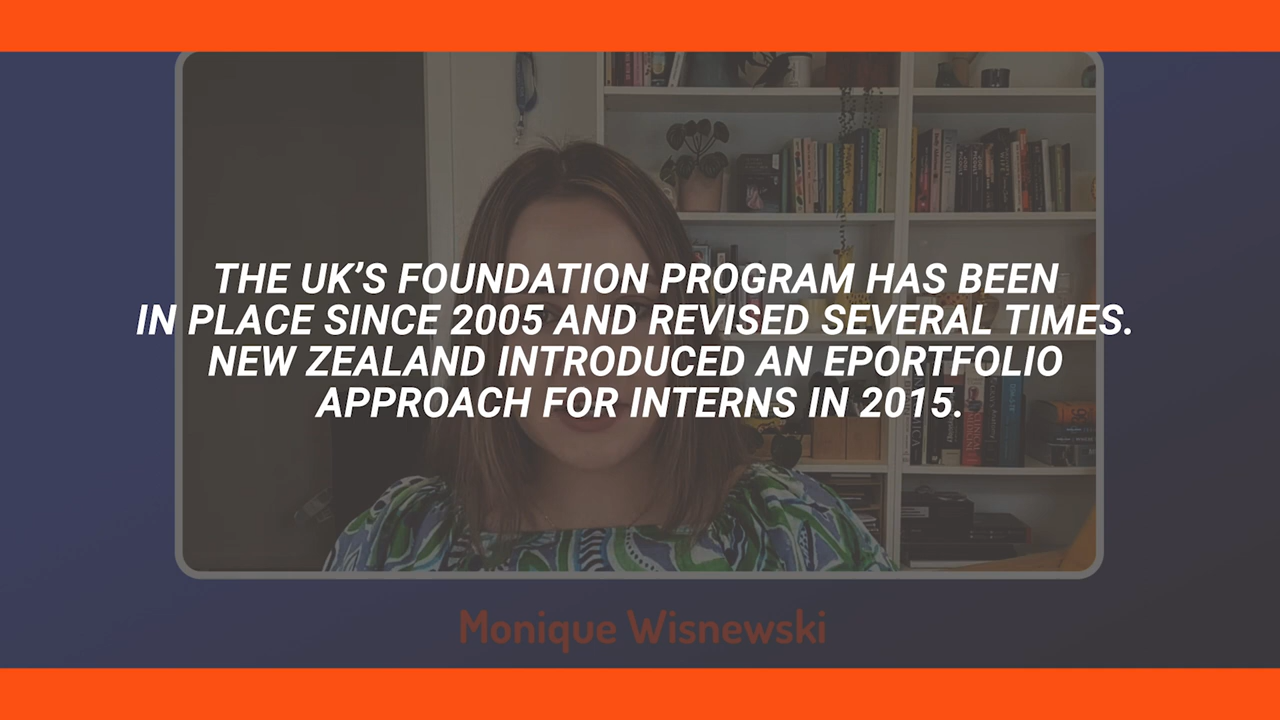 THE UK’S FOUNDATION PROGRAM HAS BEEN
IN PLACE SINCE 2005 AND REVISED SEVERAL TIMES.
NEW ZEALAND INTRODUCED AN EPORTFOLIO
APPROACH FOR INTERNS IN 2015.
Monique Wisnewski